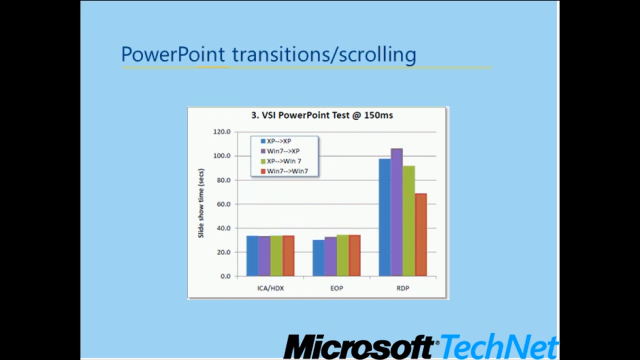 PowerPoint transitions/scrolling
3. VSI PowerPoint Test @ 150ms
120.0
100.0
80.0
60.0
40.0
20.0
0.0
Slide show time (secs)
XP-->XP
Win7-->XP
XP-->Win 7
Win7-->Win7
ICA/HDX
EOP
RDP
Microsoft® TechNet